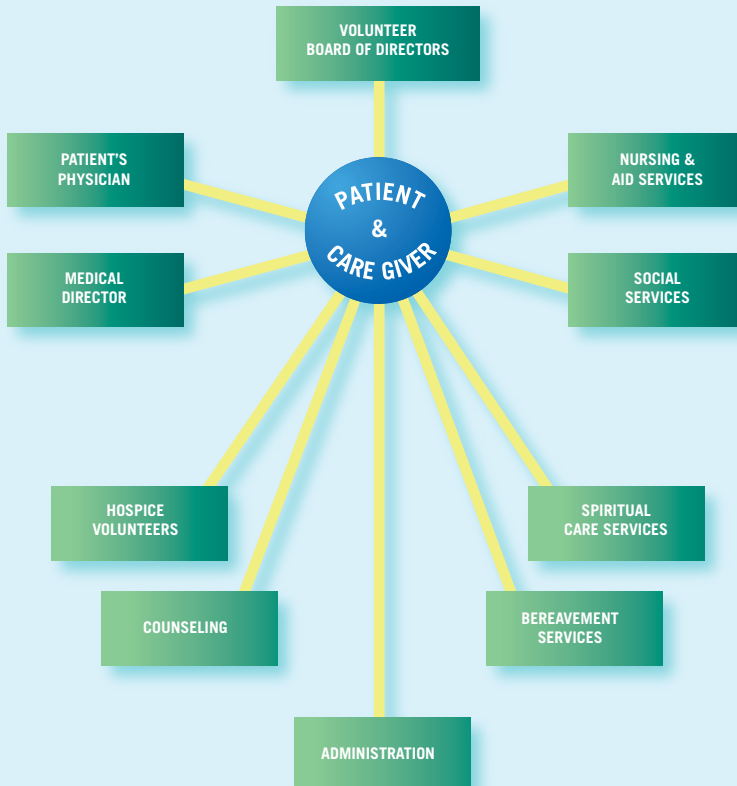 VOLUNTEER
BOARD OF DIRECTORS
PATIENT'S
PHYSICIAN
NURSING &
AID SERVICES
PATIENT
&
CARE GIVER
MEDICAL
DIRECTOR
SOCIAL
SERVICES
HOSPICE
VOLUNTEERS
SPIRITUAL
CARE SERVICES
COUNSELING
BEREAVEMENT
SERVICES
ADMINISTRATION